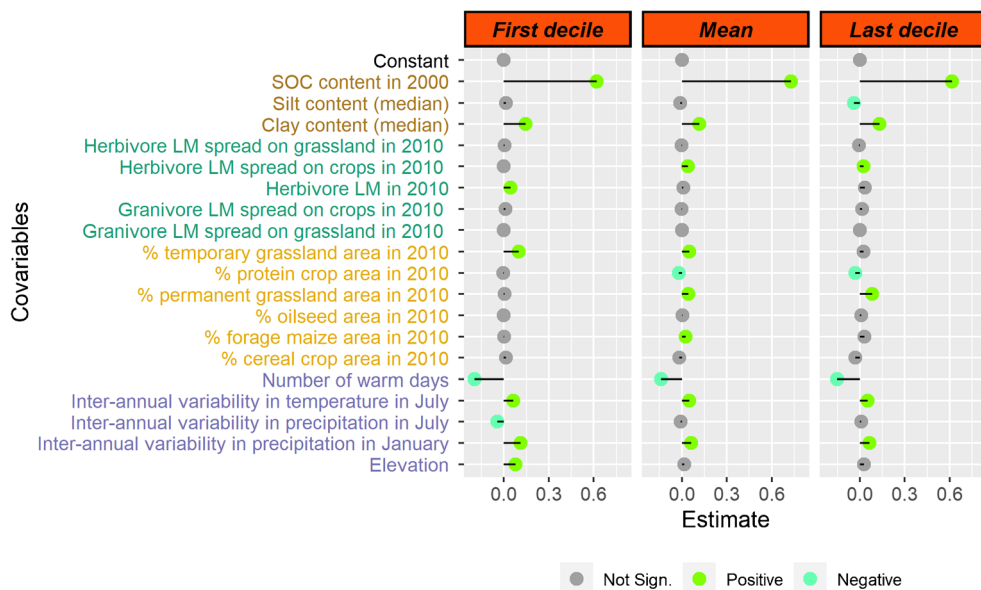 First decile Mean Last decile
Constant
SOC content in 2000
Silt content (median)
Clay content (median)
Herbivore LM spread on grassland in 2010
Herbivore LM spread on crops in 2010
Herbivore LM in 2010
Granivore LM spread on crops in 2010
Granivore LM spread on grassland in 2010
% temporary grassland area in 2010
% protein crop area in 2010
% permanent grassland area in 2010
% oilseed area in 2010
% forage maize area in 2010
% cereal crop area in 2010
Number of warm days
Inter-annual variability in temperature in July
Inter-annual variability in precipitation in July
Inter-annual variability in precipitation in January
Elevation
Covariables
0.0 0.3 0.6 0.0 0.3 0.6 0.0 0.3 0.6
Estimate
Not Sign. Positive Negative